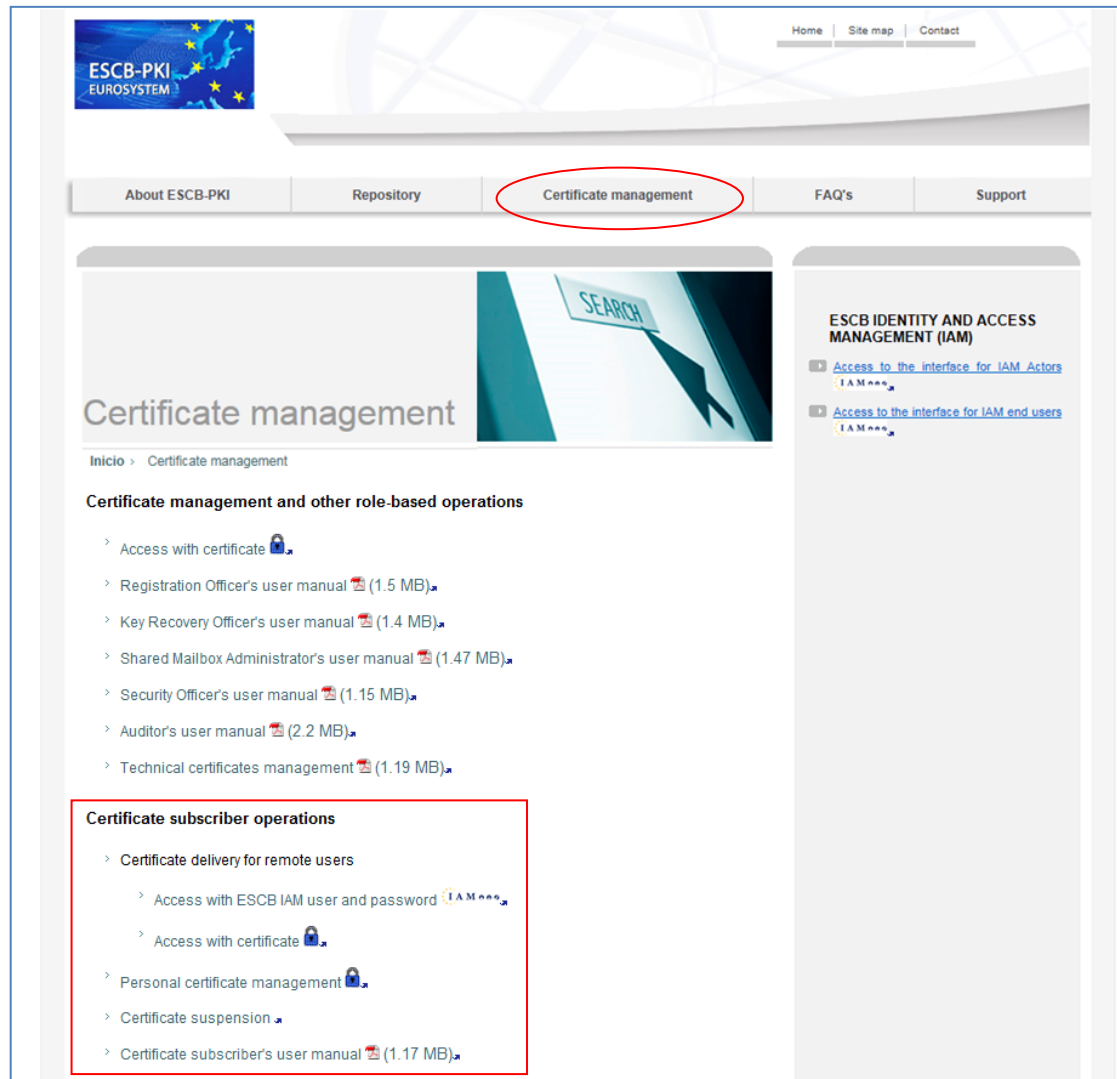 Home | Site map | Contact
ESCB-PKI
EUROSYSTEM
About ESCB-PKI Repository Certificate management FAQ's Support
SEARCH
Certificate management
Inicio > Certificate management
Certificate management and other role-based operations
> Access with certificate
> Registration Officer's user manual (1.5 MB)
> Key Recovery Officer's user manual (1.4 MB)
> Shared Mailbox Administrator's user manual (1.47 MB)
> Security Officer's user manual (1.15 MB)
> Auditor's user manual (2.2 MB)
> Technical certificates management (1.19 MB)
Certificate subscriber operations
> Certificate delivery for remote users
> Access with ESCB IAM user and password IAM
> Access with certificate
> Personal certificate management
> Certificate suspension
> Certificate subscriber's user manual (1.17 MB)
ESCB IDENTITY AND ACCESS
MANAGEMENT (IAM)
Access to the interface for IAM Actors
IAM
Access to the interface for IAM end users
IAM